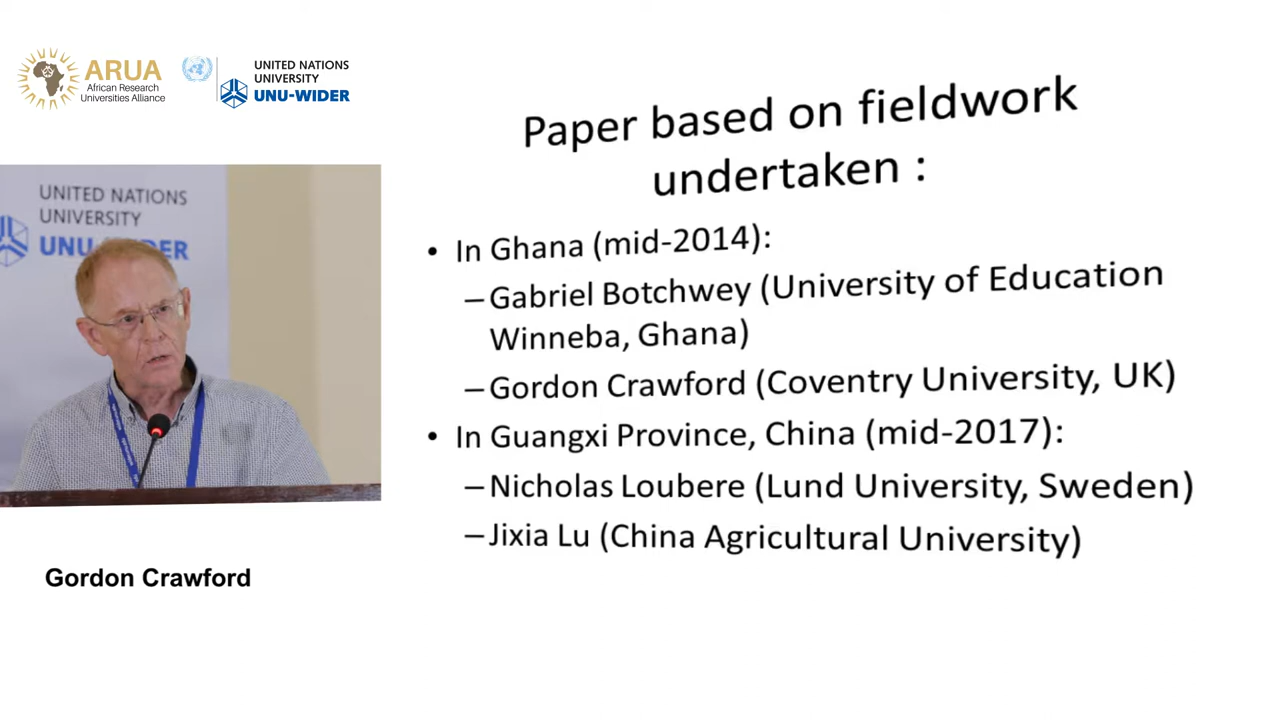 ARUA
African Research
Universities Alliance
UNITED NATIONS
UNIVERSITY
UNU-WIDER
UNITED NATIONS
UNIVERSITY
UNU-WIDER
Gordon Crawford
Paper based on fieldwork
undertaken :
• In Ghana (mid-2014):
–Gabriel Botchwey (University of Education
Winneba, Ghana)
–Gordon Crawford (Coventry University, UK)
• In Guangxi Province, China (mid-2017):
–Nicholas Loubere (Lund University, Sweden)
–Jixia Lu (China Agricultural University)